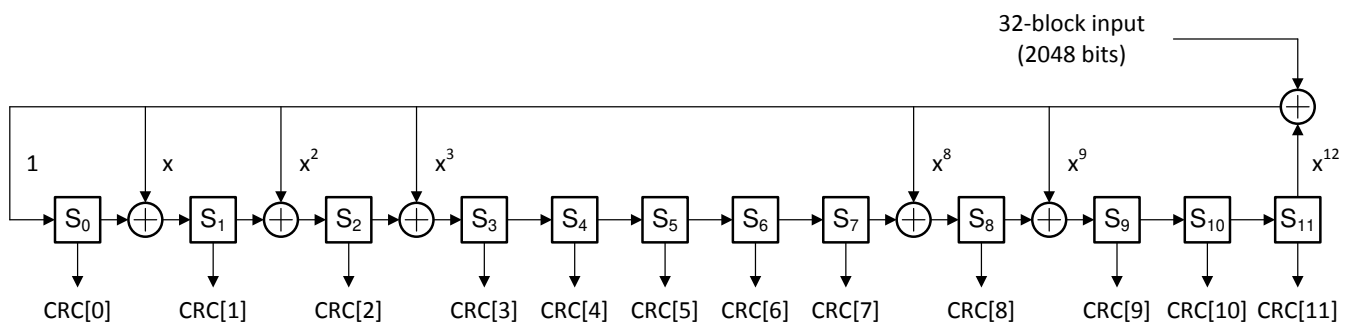 32-block input
(2048 bits)
1 x x² x³ x⁸ x⁹ x¹²
S₀ S₁ S₂ S₃ S₄ S₅ S₆ S₇ S₈ S₉ S₁₀ S₁₁
CRC[0] CRC[1] CRC[2] CRC[3] CRC[4] CRC[5] CRC[6] CRC[7] CRC[8] CRC[9] CRC[10] CRC[11]